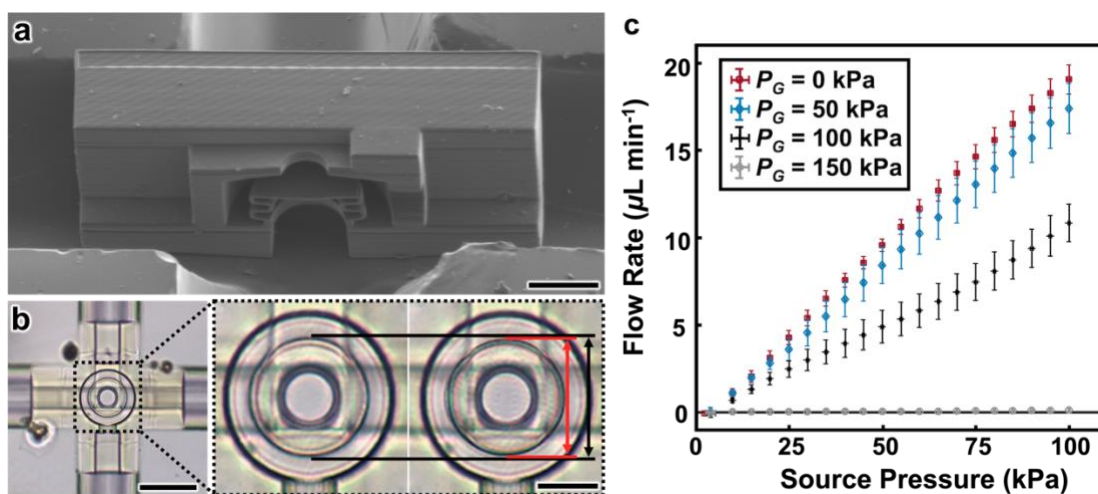 a
b
c
P_G = 0 kPa
P_G = 50 kPa
P_G = 100 kPa
P_G = 150 kPa
Flow Rate (µL min⁻¹)
20
15
10
5
0
0 25 50 75 100
Source Pressure (kPa)